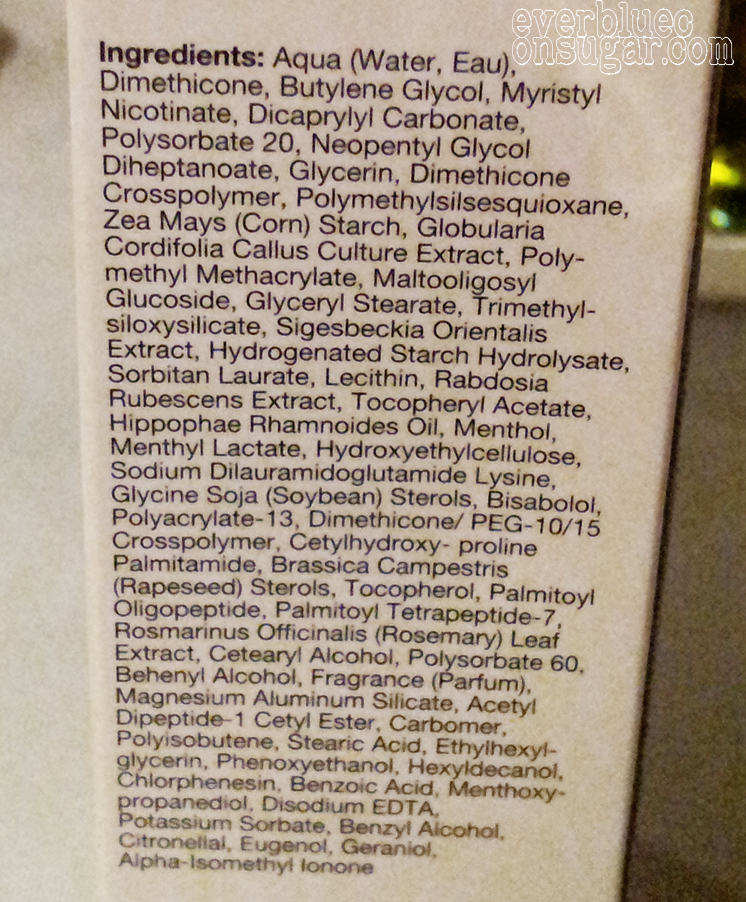 everbluec
onsugar.com
Ingredients: Aqua (Water, Eau),
Dimethicone, Butylene Glycol, Myristyl
Nicotinate, Dicaprylyl Carbonate,
Polysorbate 20, Neopentyl Glycol
Diheptanoate, Glycerin, Dimethicone
Crosspolymer, Polymethylsilsesquioxane,
Zea Mays (Corn) Starch, Globularia
Cordifolia Callus Culture Extract, Poly-
methyl Methacrylate, Maltooligosyl
Glucoside, Glyceryl Stearate, Trimethyl-
siloxysilicate, Sigesbeckia Orientalis
Extract, Hydrogenated Starch Hydrolysate,
Sorbitan Laurate, Lecithin, Rabdosia
Rubescens Extract, Tocopheryl Acetate,
Hippophae Rhamnoides Oil, Menthol,
Menthyl Lactate, Hydroxyethylcellulose,
Sodium Dilauramidoglutamide Lysine,
Glycine Soja (Soybean) Sterols, Bisabolol,
Polyacrylate-13, Dimethicone/ PEG-10/15
Crosspolymer, Cetylhydroxy- proline
Palmitamide, Brassica Campestris
(Rapeseed) Sterols, Tocopherol, Palmitoyl
Oligopeptide, Palmitoyl Tetrapeptide-7,
Rosmarinus Officinalis (Rosemary) Leaf
Extract, Cetearyl Alcohol, Polysorbate 60,
Behenyl Alcohol, Fragrance (Parfum),
Magnesium Aluminum Silicate, Acetyl
Dipeptide-1 Cetyl Ester, Carbomer,
Polyisobutene, Stearic Acid, Ethylhexyl-
glycerin, Phenoxyethanol, Hexyldecanol,
Chlorphenesin, Benzoic Acid, Menthoxy-
propanediol, Disodium EDTA,
Potassium Sorbate, Benzyl Alcohol,
Citronellal, Eugenol, Geraniol,
Alpha-Isomethyl Ionone